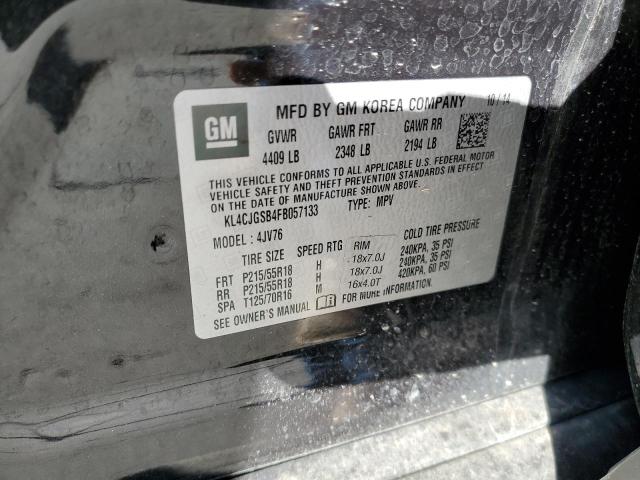 GM
MFD BY GM KOREA COMPANY 10/14
GVWR GAWR FRT GAWR RR
4409 LB 2348 LB 2194 LB
THIS VEHICLE CONFORMS TO ALL APPLICABLE U.S. FEDERAL MOTOR
VEHICLE SAFETY AND THEFT PREVENTION STANDARDS IN EFFECT
ON THE DATE OF MANUFACTURE SHOWN ABOVE.
KL4CJGSB4FB057133 TYPE: MPV
MODEL: 4JV76
TIRE SIZE SPEED RTG RIM COLD TIRE PRESSURE
FRT P215/55R18 H 18x7.0J 240KPA, 35 PSI
RR P215/55R18 H 18x7.0J 240KPA, 35 PSI
SPA T125/70R16 M 16x4.0T 420KPA, 60 PSI
SEE OWNER'S MANUAL FOR MORE INFORMATION.